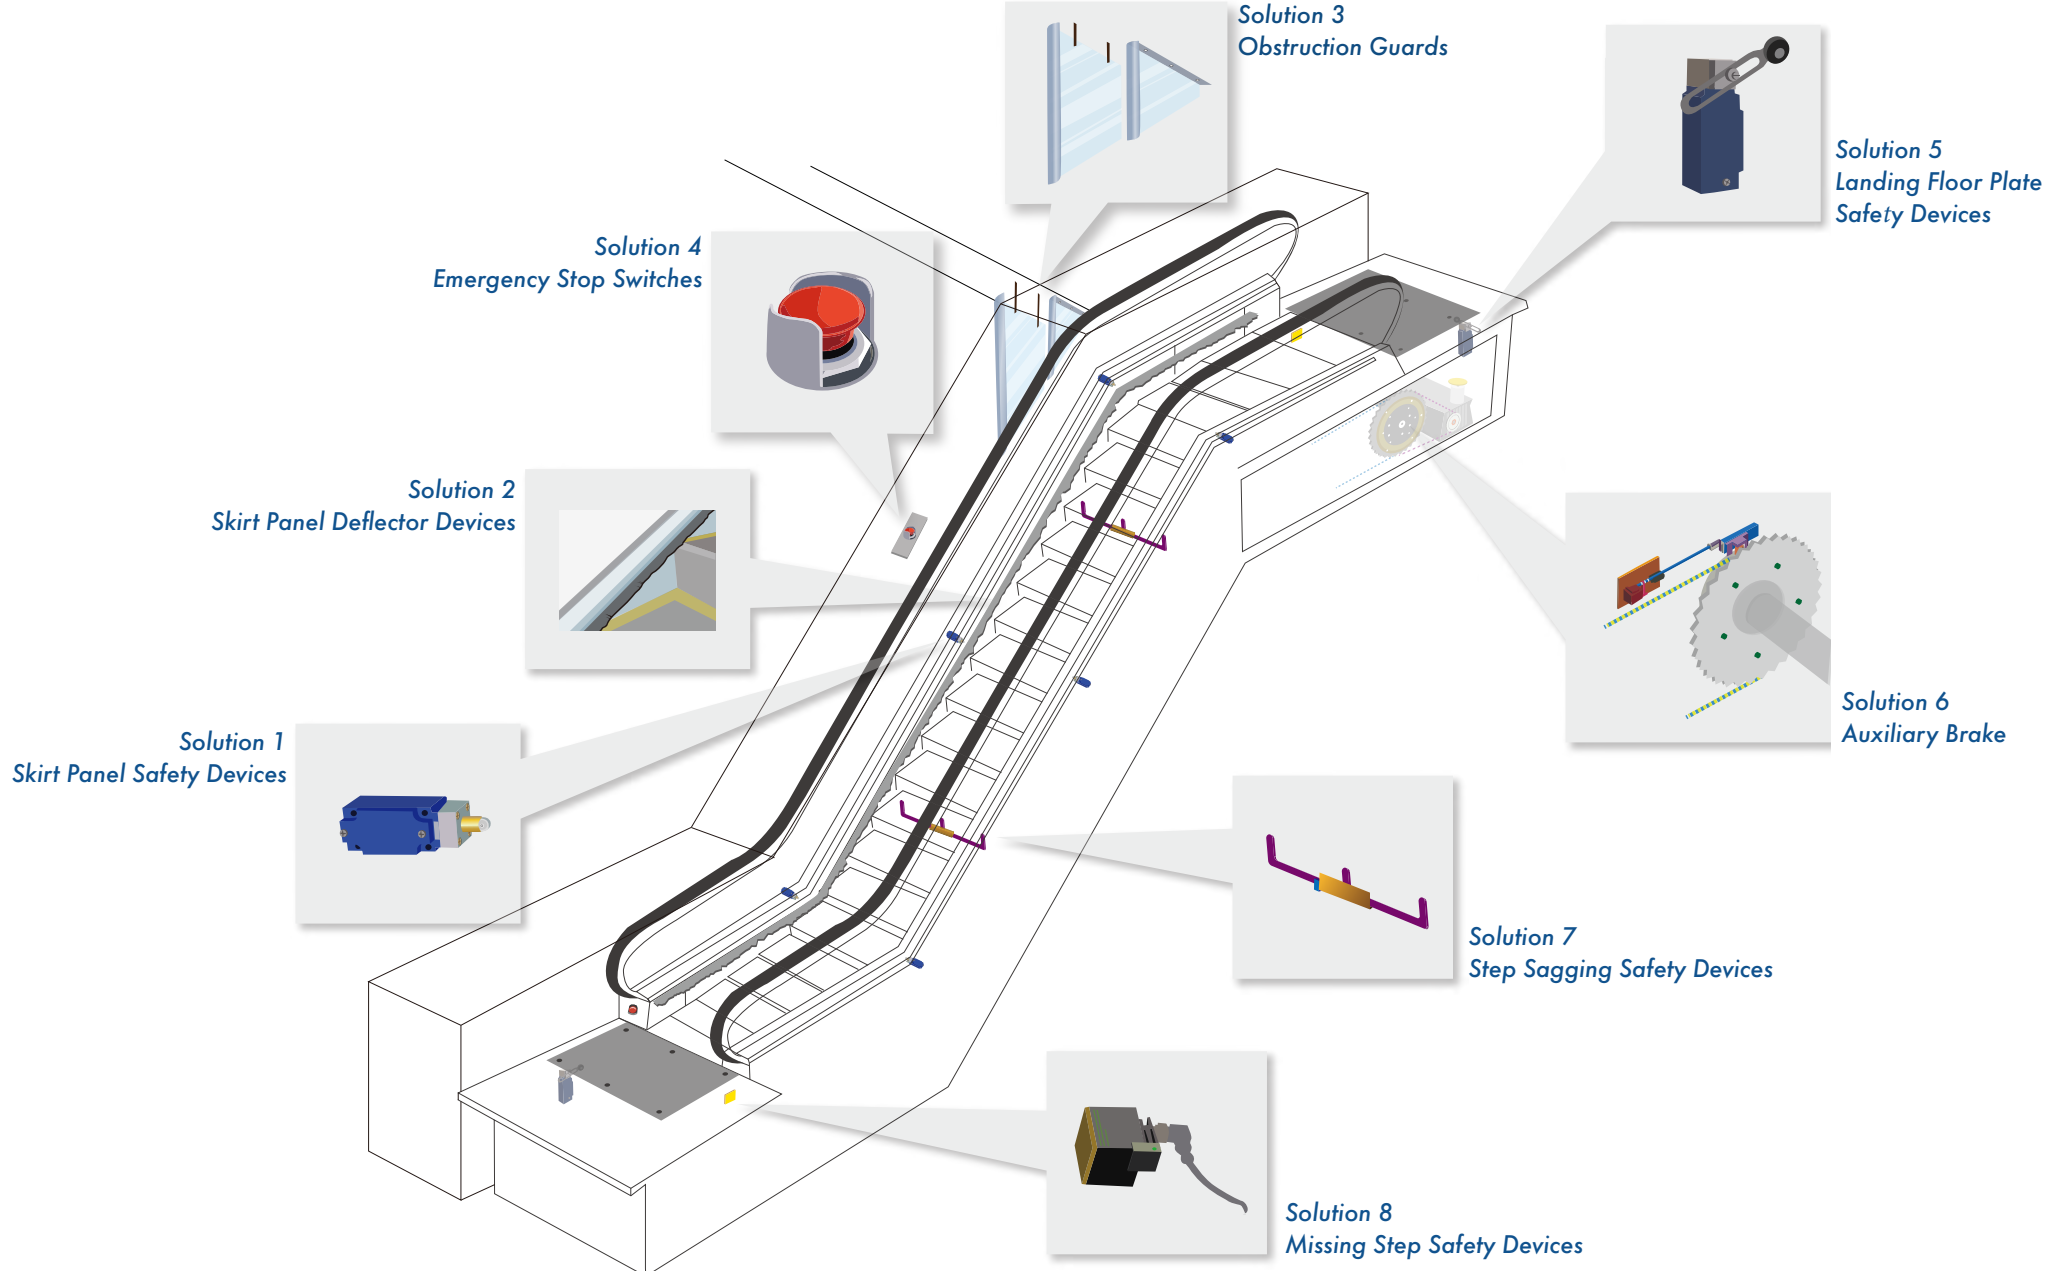 Solution 3
Obstruction Guards
Solution 5
Landing Floor Plate
Safety Devices
Solution 4
Emergency Stop Switches
Solution 2
Skirt Panel Deflector Devices
Solution 6
Auxiliary Brake
Solution 1
Skirt Panel Safety Devices
Solution 7
Step Sagging Safety Devices
Solution 8
Missing Step Safety Devices